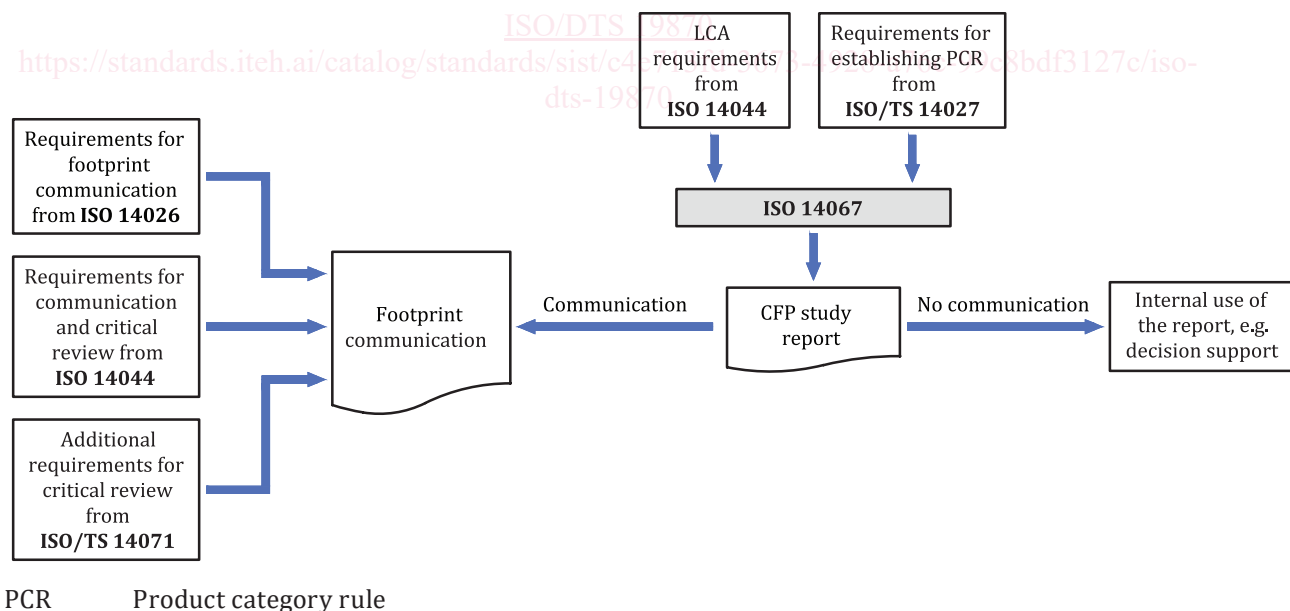 ISO/DTS 19870
https://standards.iteh.ai/catalog/standards/sist/
dts-19870
LCA
requirements
from
ISO 14044
Requirements for
establishing PCR
from
ISO/TS 14027
ISO 14067
Requirements for
footprint
communication
from ISO 14026
Requirements for
communication
and critical
review from
ISO 14044
Additional
requirements for
critical review
from
ISO/TS 14071
Footprint
communication
Communication
CFP study
report
No communication
Internal use of
the report, e.g.
decision support
PCR Product category rule